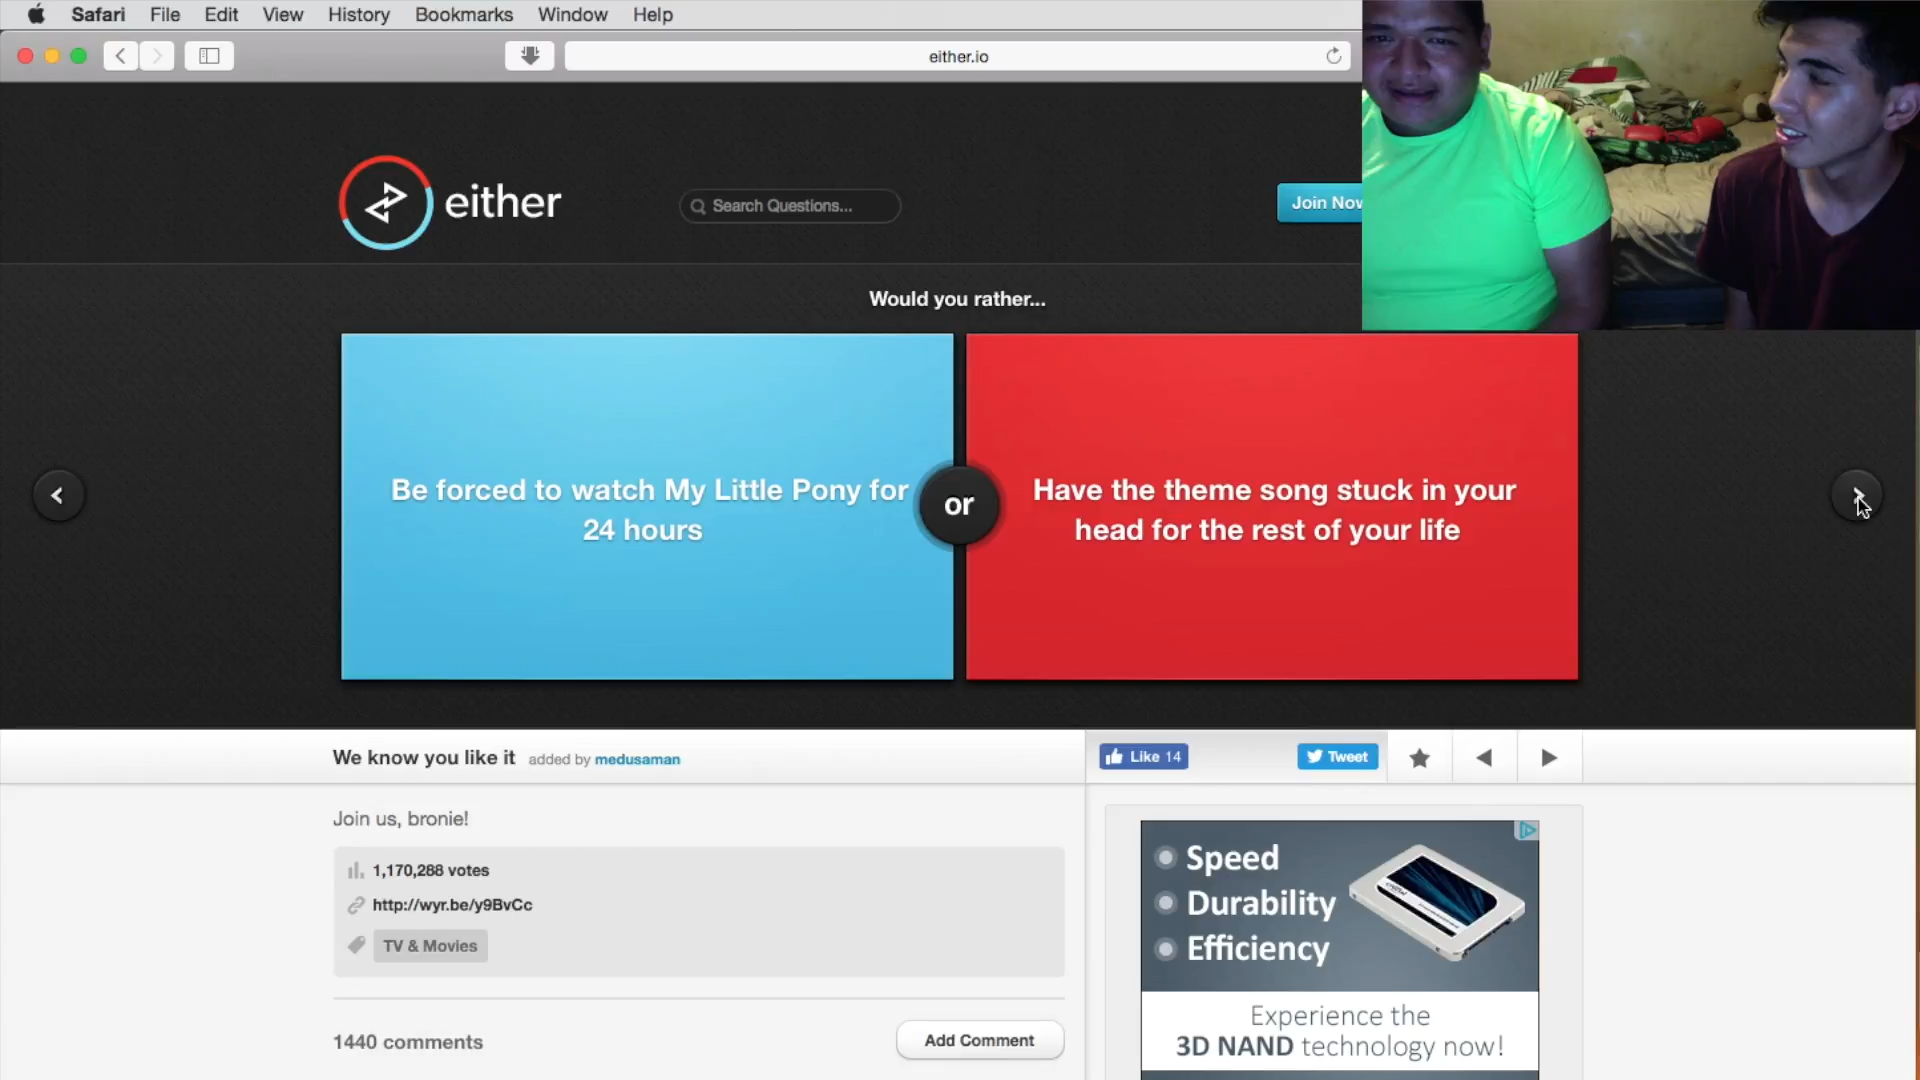 Safari File Edit View History Bookmarks Window Help
either.io
either
Search Questions...
Join Now
Would you rather...
Be forced to watch My Little Pony for
24 hours
or
Have the theme song stuck in your
head for the rest of your life
We know you like it added by medusaman
Like 14
Tweet
Join us, bronie!
1,170,288 votes
http://wyr.be/y9BvCc
TV & Movies
1440 comments
Add Comment
Speed
Durability
Efficiency
crucial
Experience the
3D NAND technology now!